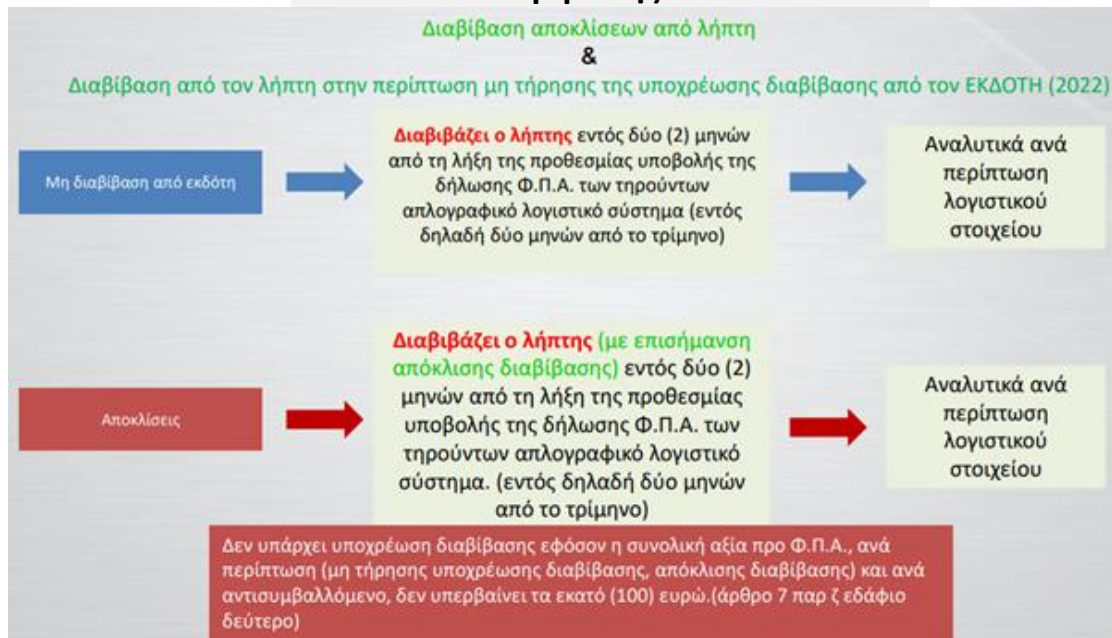 Διαβίβαση αποκλίσεων από λήπτη
&
Διαβίβαση από τον λήπτη στην περίπτωση μη τήρησης της υποχρέωσης διαβίβασης από τον ΕΚΔΟΤΗ (2022)
Μη διαβίβαση από εκδότη
Διαβιβάζει ο λήπτης εντός δύο (2) μηνών
από τη λήξη της προθεσμίας υποβολής της
δήλωσης Φ.Π.Α. των τηρούντων
απλογραφικό λογιστικό σύστημα (εντός
δηλαδή δύο μηνών από το τρίμηνο)
Αναλυτικά ανά
περίπτωση
λογιστικού
στοιχείου
Αποκλίσεις
Διαβιβάζει ο λήπτης (με επισήμανση
απόκλισης διαβίβασης) εντός δύο (2)
μηνών από τη λήξη της προθεσμίας
υποβολής της δήλωσης Φ.Π.Α. των
τηρούντων απλογραφικό λογιστικό
σύστημα. (εντός δηλαδή δύο μηνών
από το τρίμηνο)
Αναλυτικά ανά
περίπτωση
λογιστικού
στοιχείου
Δεν υπάρχει υποχρέωση διαβίβασης εφόσον η συνολική αξία προ Φ.Π.Α., ανά
περίπτωση (μη τήρησης υποχρέωσης διαβίβασης, απόκλισης διαβίβασης) και ανά
αντισυμβαλλόμενο, δεν υπερβαίνει τα εκατό (100) ευρώ.(άρθρο 7 παρ ζ εδάφιο
δεύτερο)